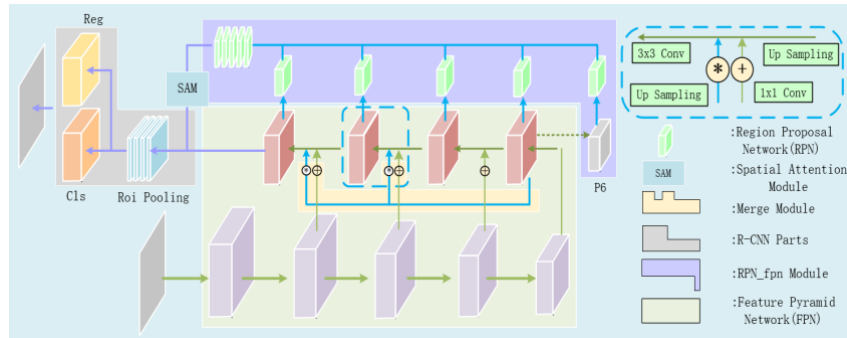 Reg
SAM
Cls
Roi Pooling
P6
3x3 Conv
Up Sampling
*
+
Up Sampling
1x1 Conv
:Region Proposal
Network(RPN)
SAM
:Spatial Attention
Module
:Merge Module
:R-CNN Parts
:RPN_fpn Module
:Feature Pyramid
Network(FPN)